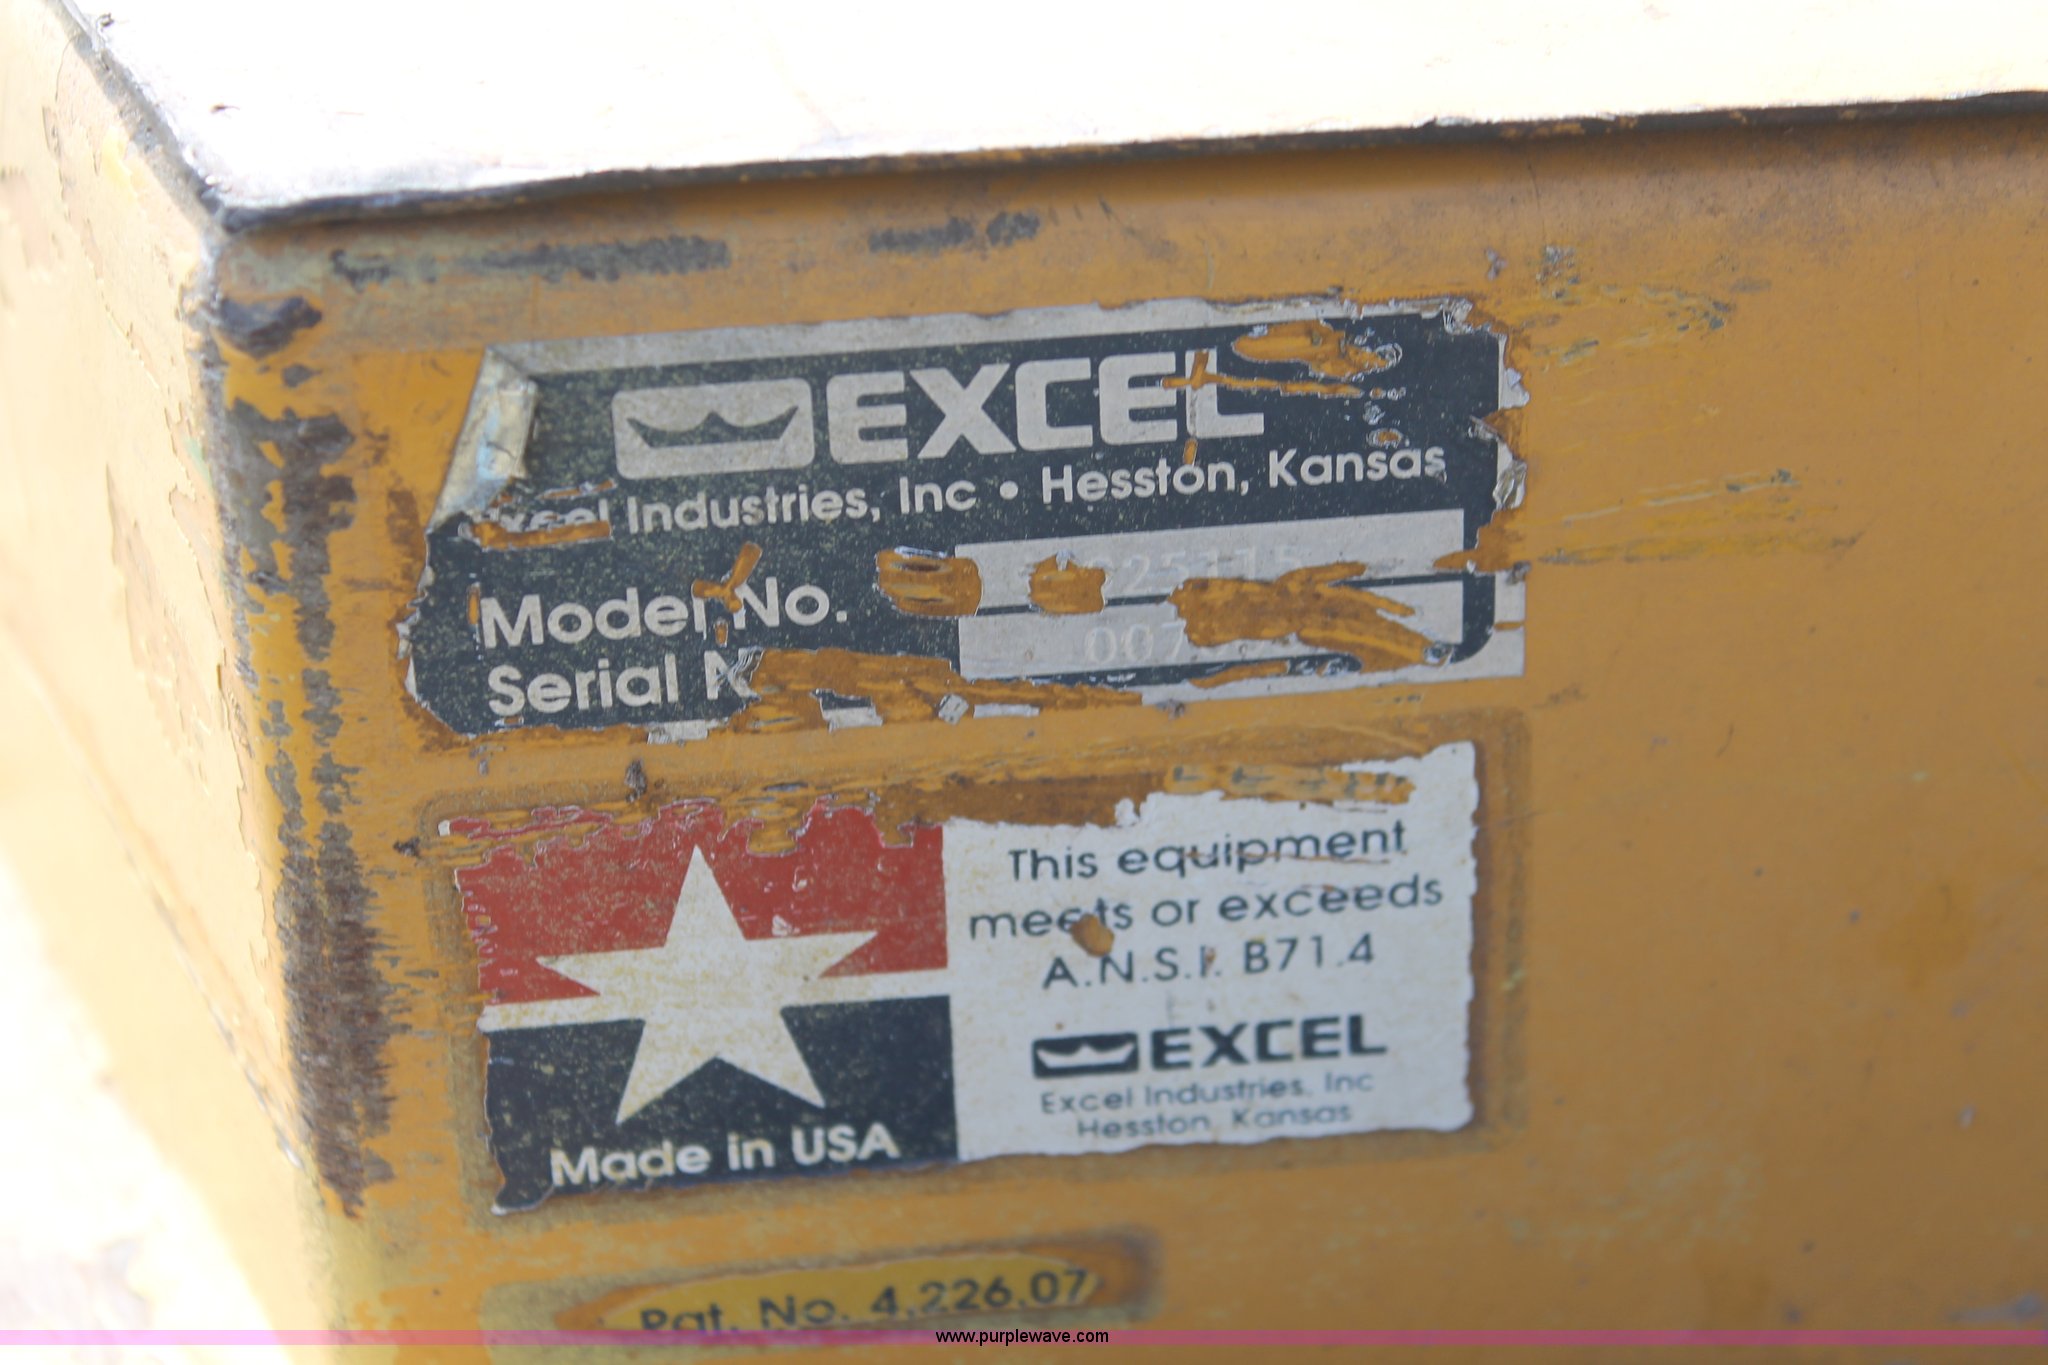 EXCEL
Excel Industries, Inc • Hesston, Kansas
Model No.
Serial
This equipment
meets or exceeds
A.N.S.I. B71.4
EXCEL
Excel Industries, Inc
Hesston, Kansas
Made in USA
Pat. No. 4,226,07
www.purplewave.com